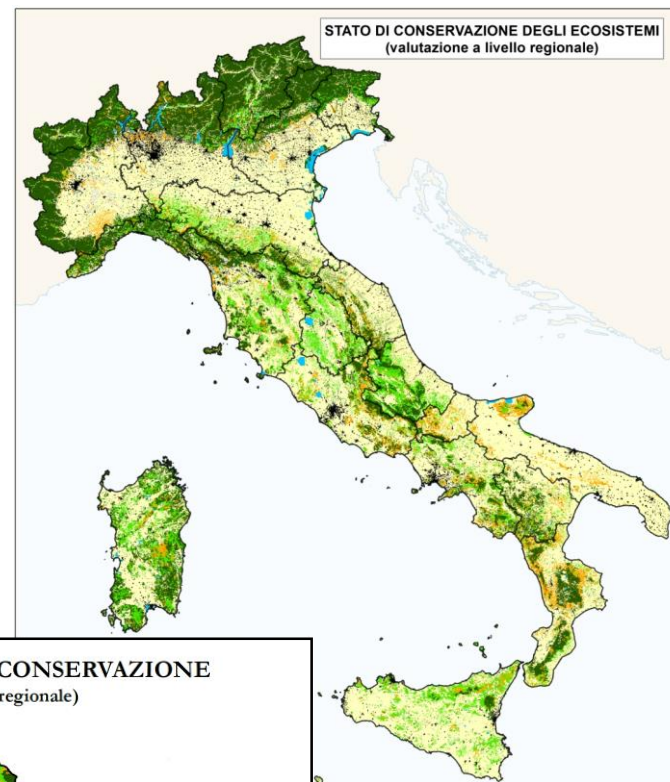 STATO DI CONSERVAZIONE DEGLI ECOSISTEMI
(valutazione a livello regionale)
CONSERVAZIONE
regionale)